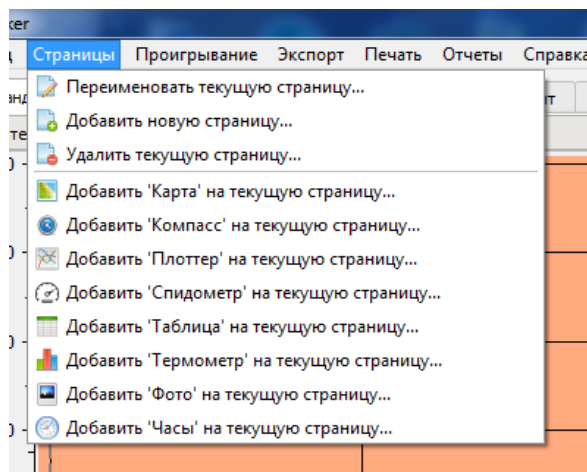 ker
Страницы Проигрывание Экспорт Печать Отчеты Справка
Переименовать текущую страницу...
Добавить новую страницу...
Удалить текущую страницу...
Добавить 'Карта' на текущую страницу...
Добавить 'Компасс' на текущую страницу...
Добавить 'Плоттер' на текущую страницу...
Добавить 'Спидометр' на текущую страницу...
Добавить 'Таблица' на текущую страницу...
Добавить 'Термометр' на текущую страницу...
Добавить 'Фото' на текущую страницу...
Добавить 'Часы' на текущую страницу...